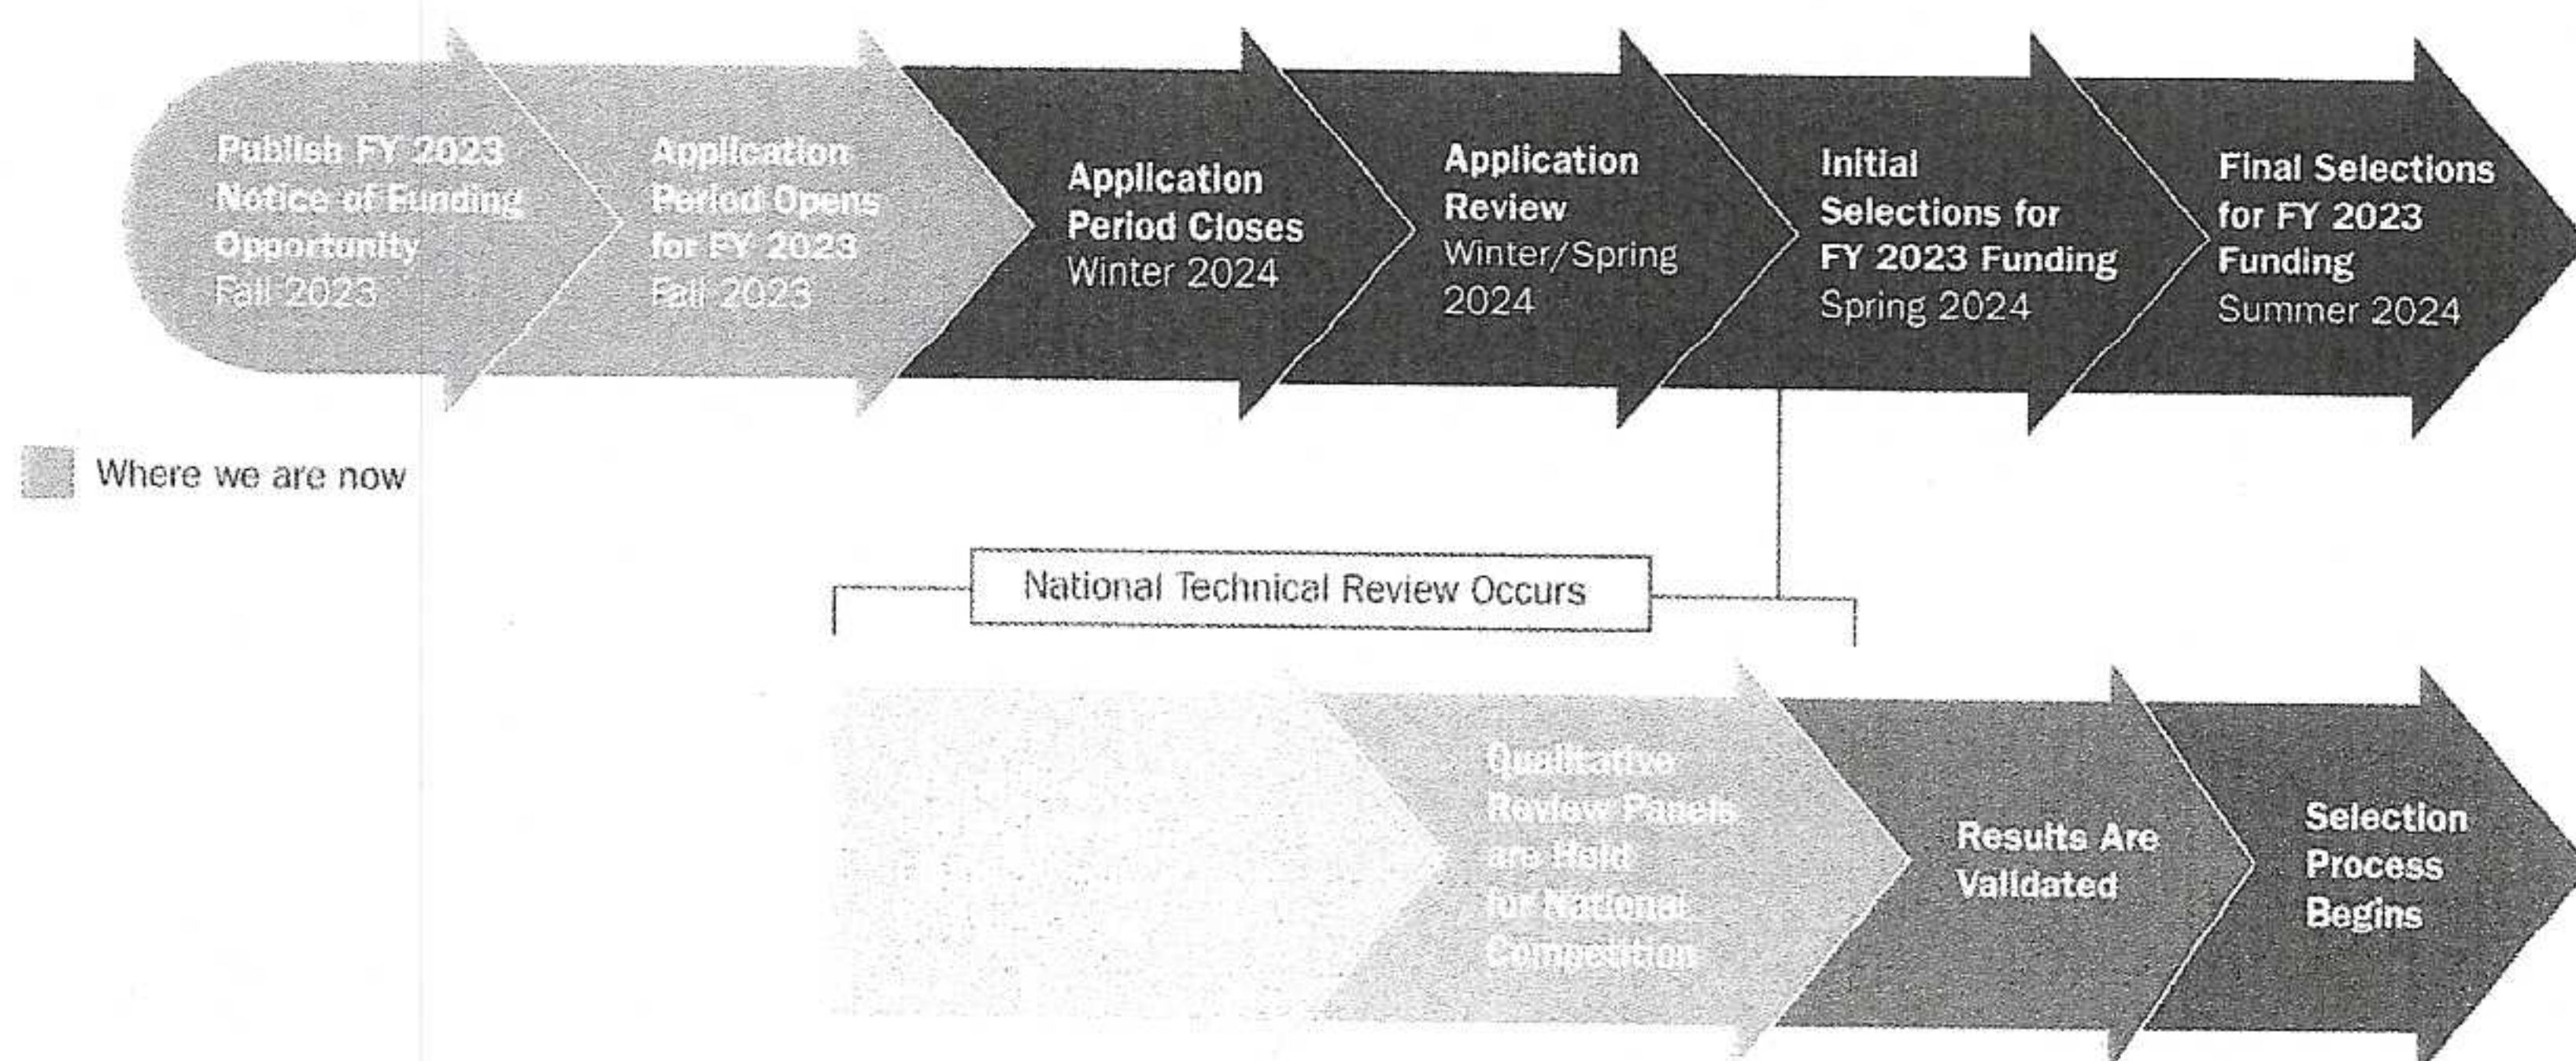 Publish FY 2023
Notice of Funding
Opportunity
Fall 2023
Application
Period Opens
for FY 2023
Fall 2023
Application
Period Closes
Winter 2024
Application
Review
Winter/Spring
2024
Initial
Selections for
FY 2023 Funding
Spring 2024
Final Selections
for FY 2023
Funding
Summer 2024
Where we are now
National Technical Review Occurs
Qualitative
Review Panels
are Held
for National
Competition
Results Are
Validated
Selection
Process
Begins